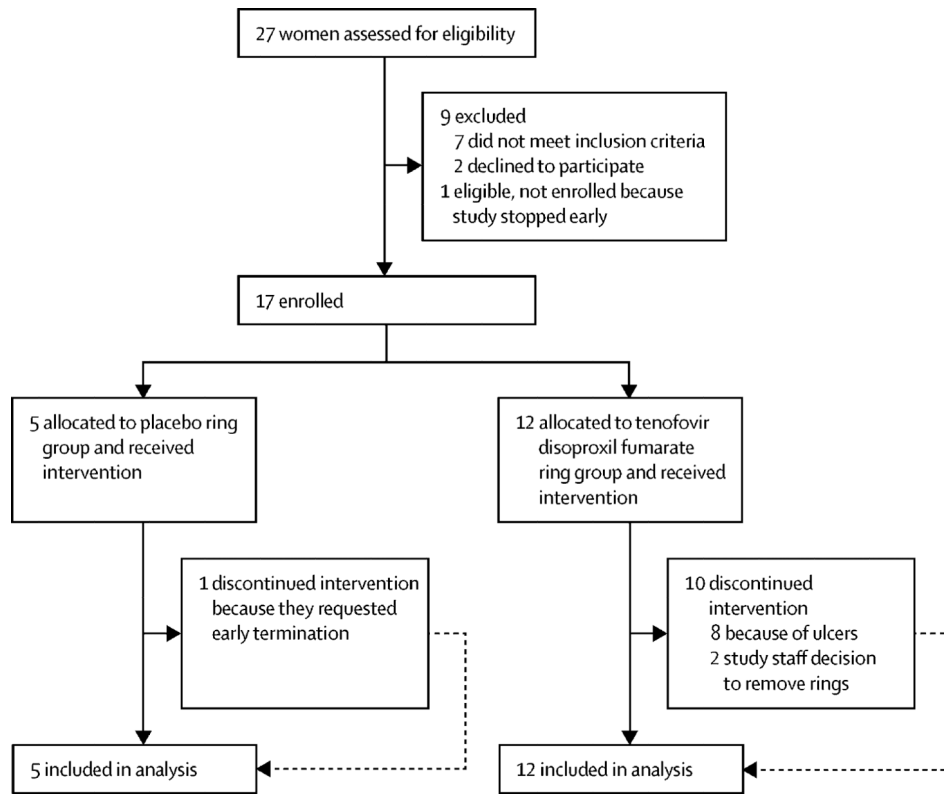 27 women assessed for eligibility
9 excluded
7 did not meet inclusion criteria
2 declined to participate
1 eligible, not enrolled because
study stopped early
17 enrolled
5 allocated to placebo ring
group and received
intervention
12 allocated to tenofovir
disoproxil fumarate
ring group and received
intervention
1 discontinued intervention
because they requested
early termination
10 discontinued
intervention
8 because of ulcers
2 study staff decision
to remove rings
5 included in analysis
12 included in analysis